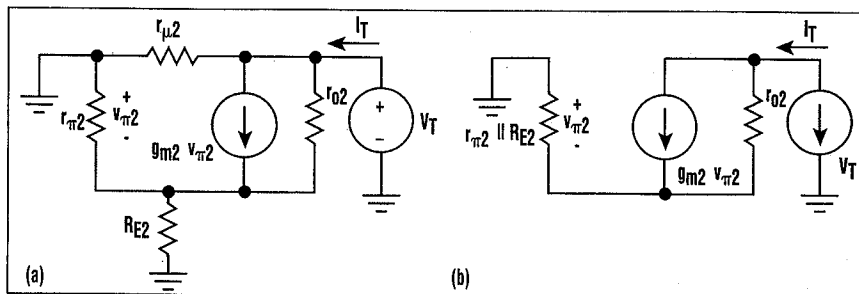 rμ2
IT
+
vπ2
-
rπ2
gm2 vπ2
ro2
+
-
VT
RE2
(a)
IT
rπ2 || RE2
+
vπ2
-
gm2 vπ2
ro2
VT
(b)